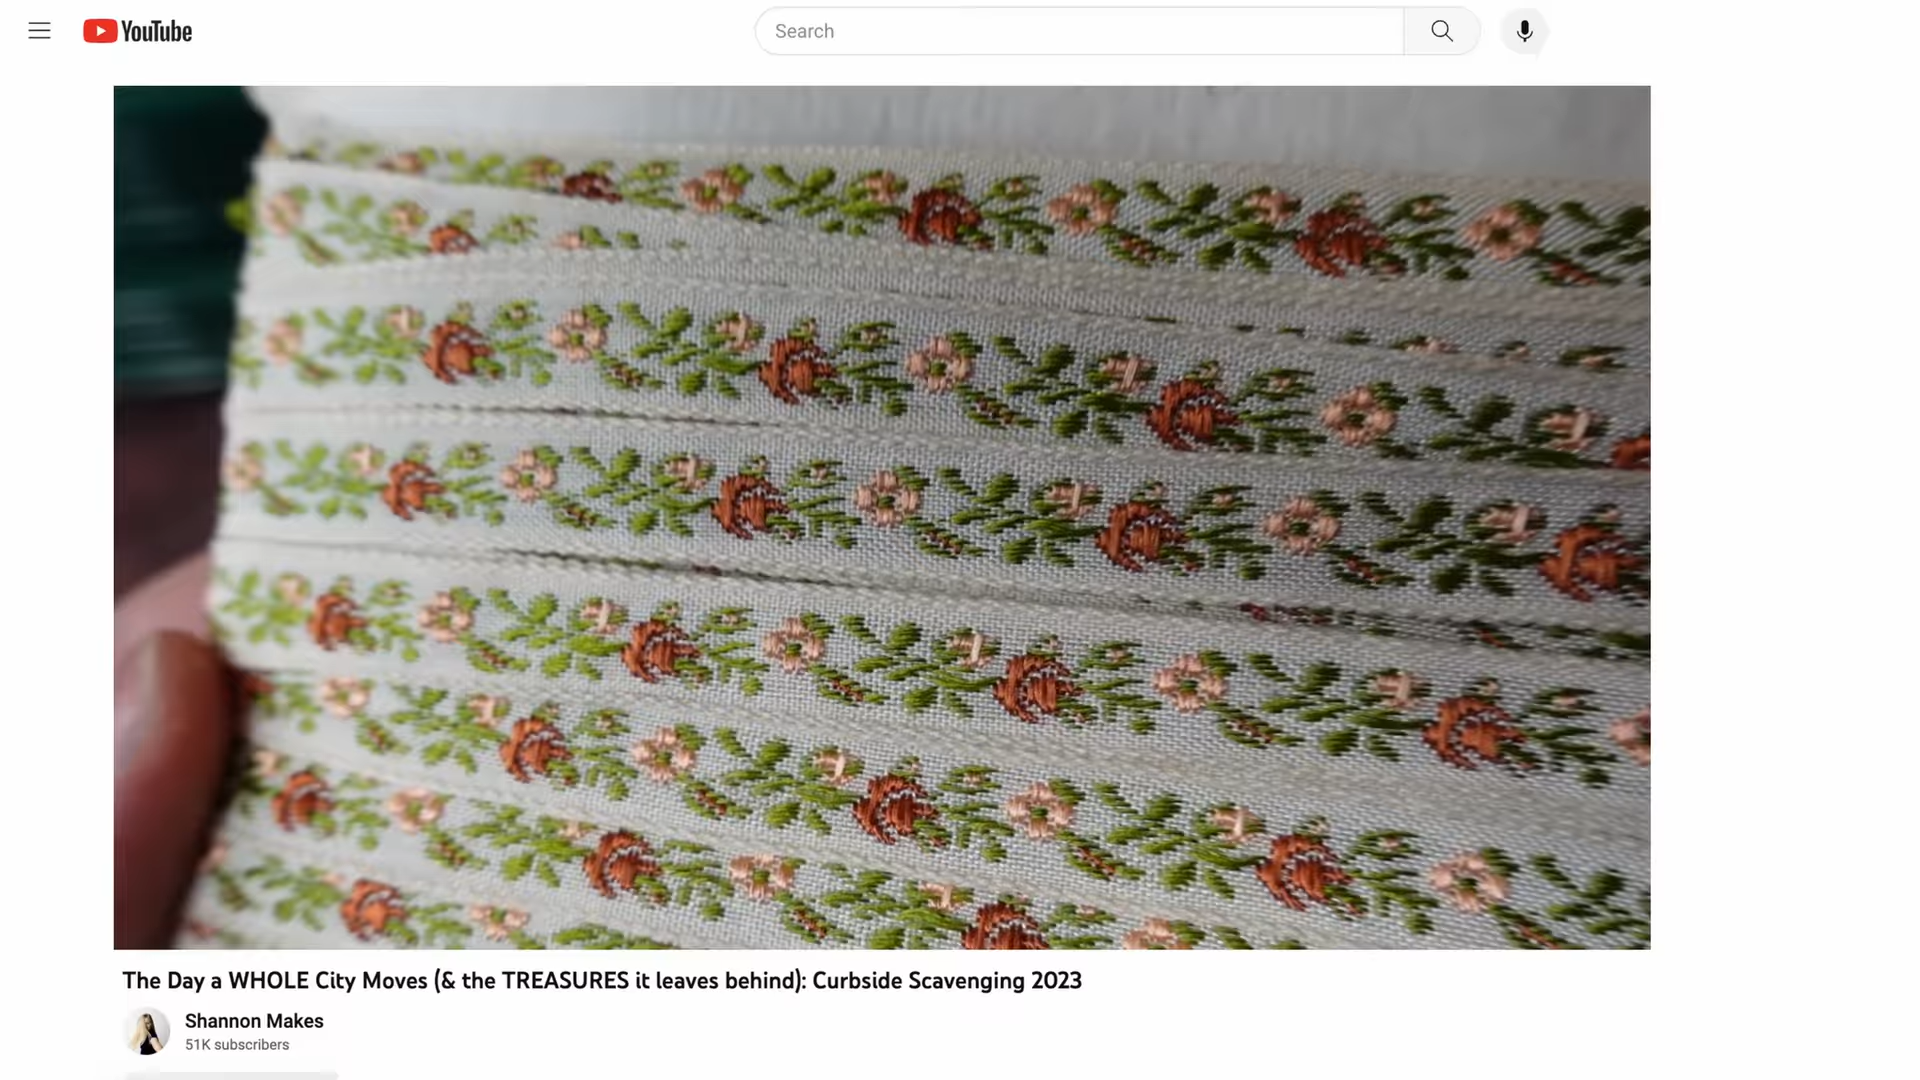 YouTube
Search
The Day a WHOLE City Moves (& the TREASURES it leaves behind): Curbside Scavenging 2023
Shannon Makes
51K subscribers